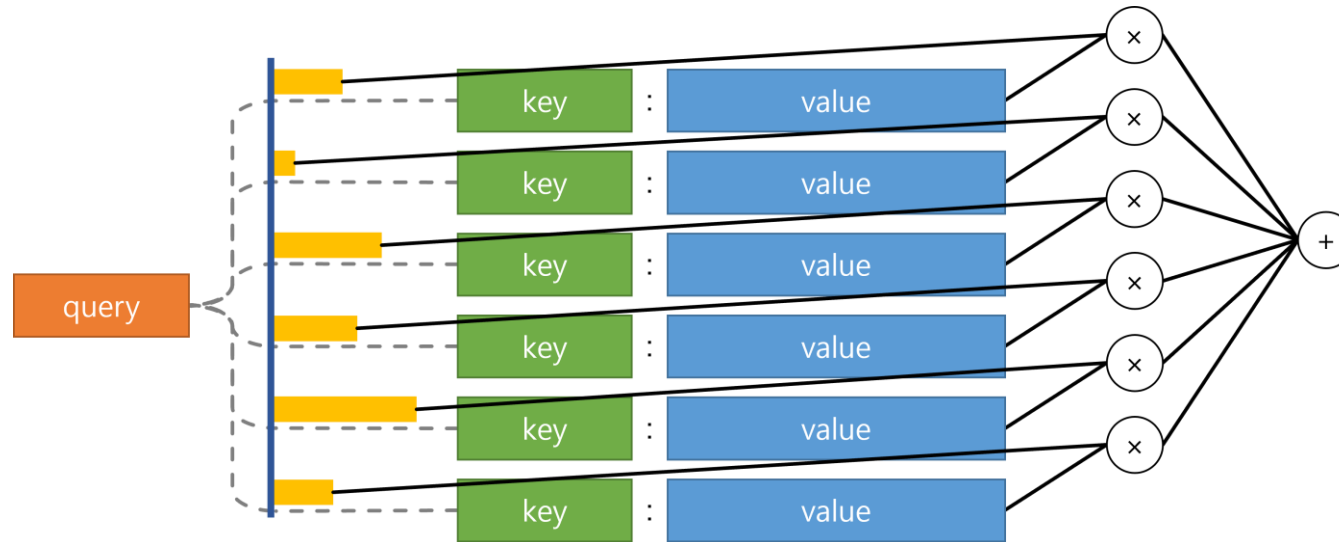 ×
key : value
×
key : value
×
key : value
+
query
×
key : value
×
key : value
×
key : value